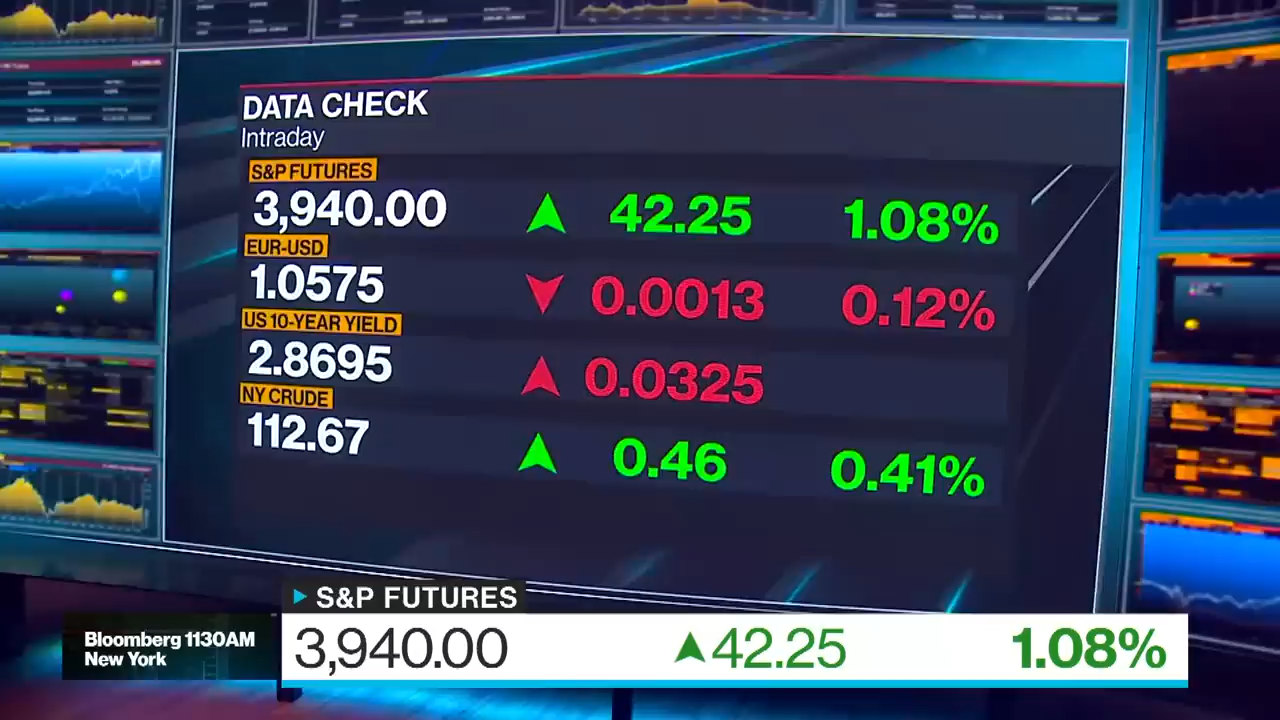 DATA CHECK
Intraday
S&P FUTURES
3,940.00 42.25 1.08%
EUR-USD
1.0575 0.0013 0.12%
US 10-YEAR YIELD
2.8695 0.0325
NY CRUDE
112.67 0.46 0.41%
S&P FUTURES
3,940.00 42.25 1.08%
Bloomberg 1130AM
New York